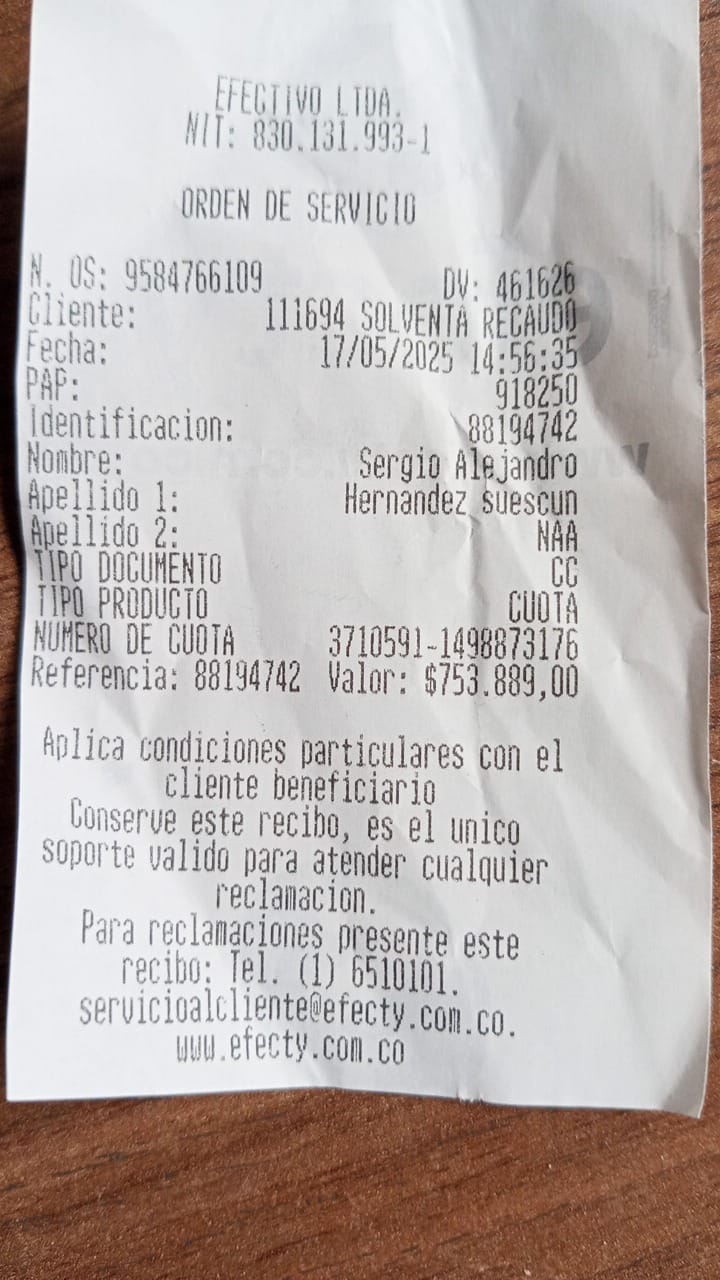 EFECTIVO LTDA.
NIT: 830.131.993-1
ORDEN DE SERVICIO
N. OS: 9584766109 DV: 461626
Cliente: 111694 SOLVENTA RECAUDO
Fecha: 17/05/2025 14:56:35
PAP: 918250
Identificacion: 88194742
Nombre: Sergio Alejandro
Apellido 1: Hernandez suescun
Apellido 2: NAA
TIPO DOCUMENTO CC
TIPO PRODUCTO CUOTA
NUMERO DE CUOTA 3710591-1498873176
Referencia: 88194742 Valor: $753.889,00
Aplica condiciones particulares con el
cliente beneficiario
Conserve este recibo, es el unico
soporte valido para atender cualquier
reclamacion.
Para reclamaciones presente este
recibo: Tel. (1) 6510101.
servicioalcliente@efecty.com.co.
www.efecty.com.co